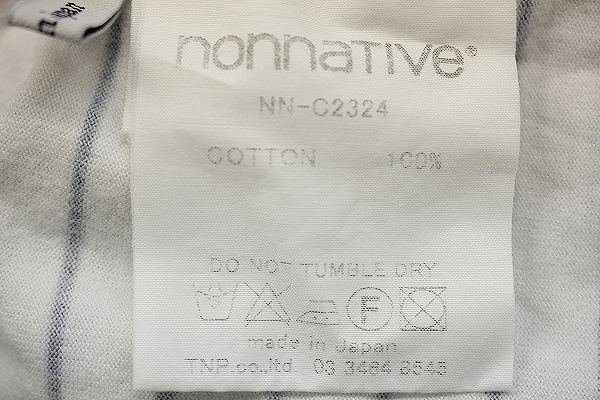 nonnative®
NN-C2324
COTTON 100%
DO NOT TUMBLE DRY
F
made in Japan
TNP.co.,ltd. 03 3464 8545